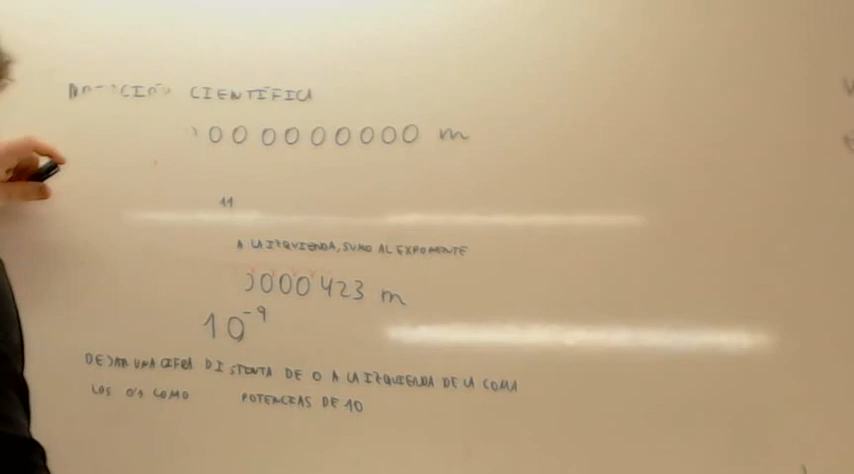 CIENTÍFICA
000000000 m
11
A LA IZQUIERDA, SUMO AL EXPONENTE
0000423 m
10⁻⁹
DEJAR UNA CIFRA DISTINTA DE 0 A LA IZQUIERDA DE LA COMA
LOS 0's COMO POTENCIAS DE 10